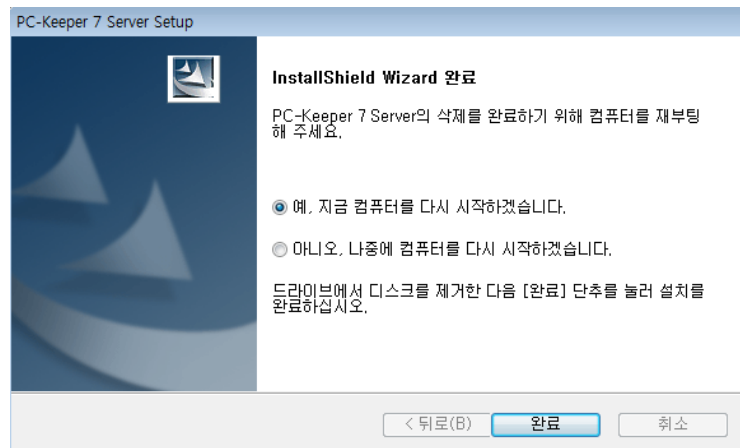 PC-Keeper 7 Server Setup
InstallShield Wizard 완료
PC-Keeper 7 Server의 삭제를 완료하기 위해 컴퓨터를 재부팅
해 주세요.
예, 지금 컴퓨터를 다시 시작하겠습니다.
아니오, 나중에 컴퓨터를 다시 시작하겠습니다.
드라이브에서 디스크를 제거한 다음 [완료] 단추를 눌러 설치를
완료하십시오.
< 뒤로(B) 완료 취소